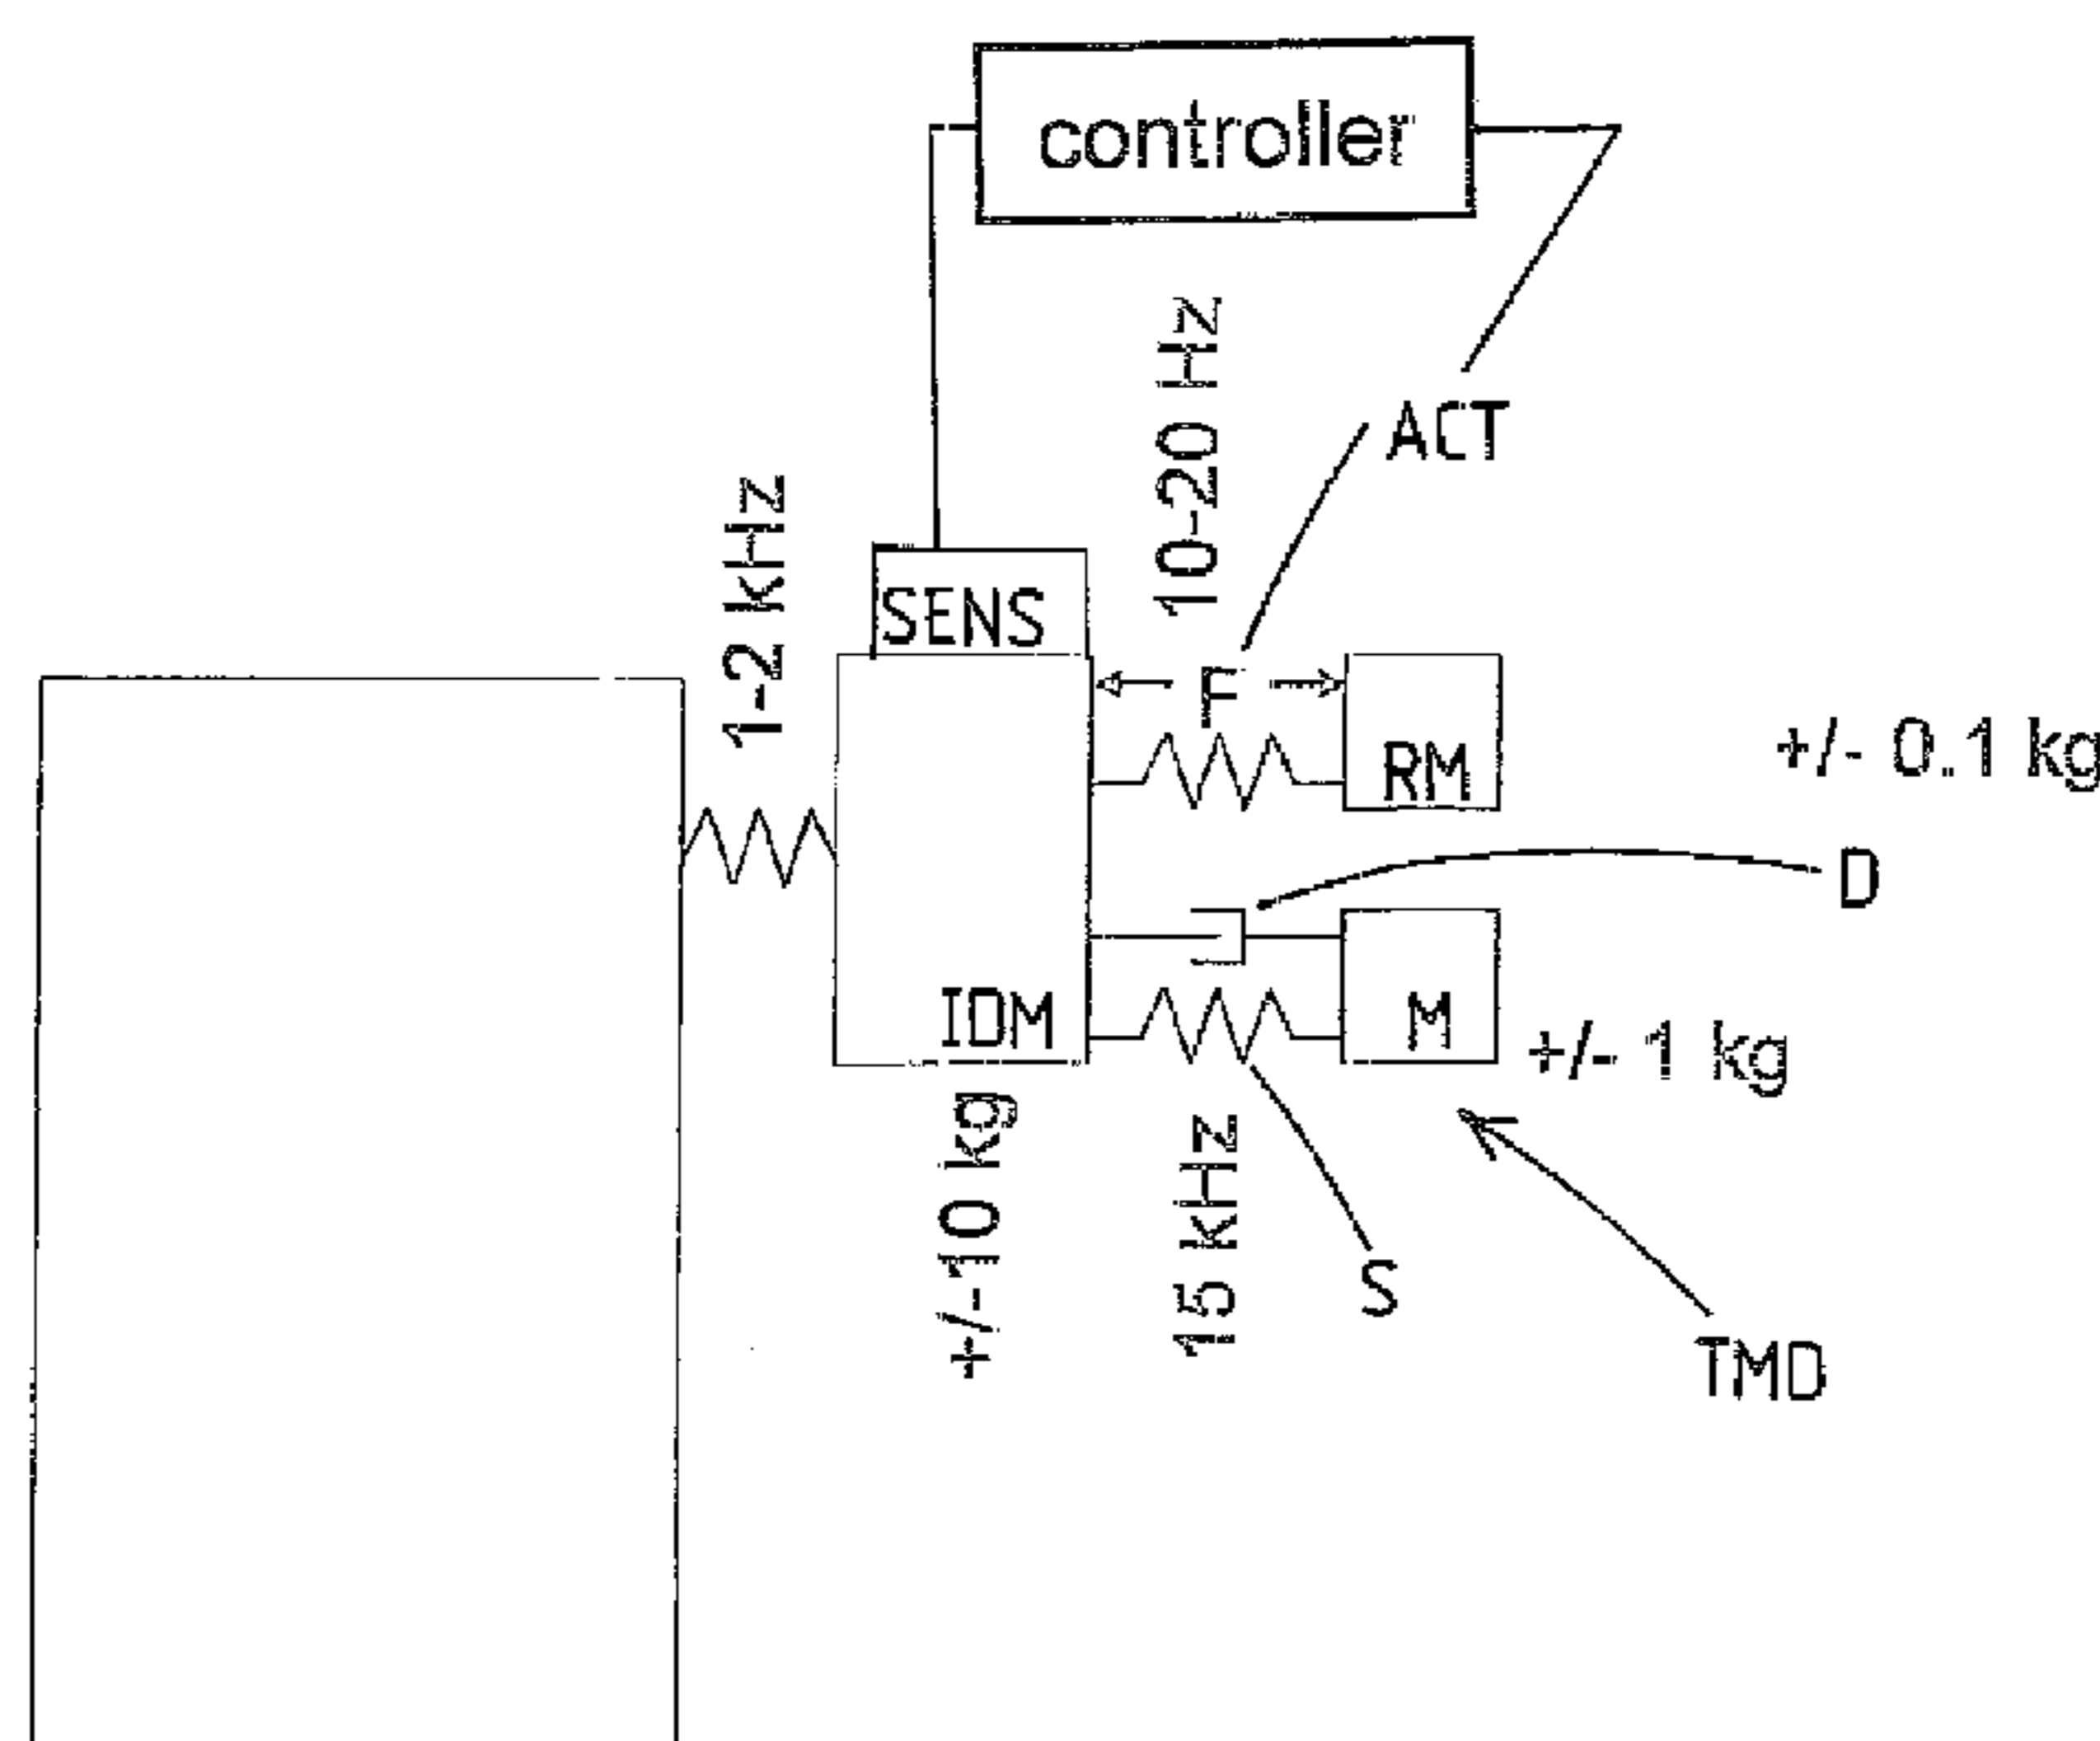 controller
10-20 Hz
ACT
1-2 kHz
SENS
F
RM
+/- 0.1 kg
D
IDM
M
+/- 1 kg
+/-10 kg
15 kHz
S
TMD